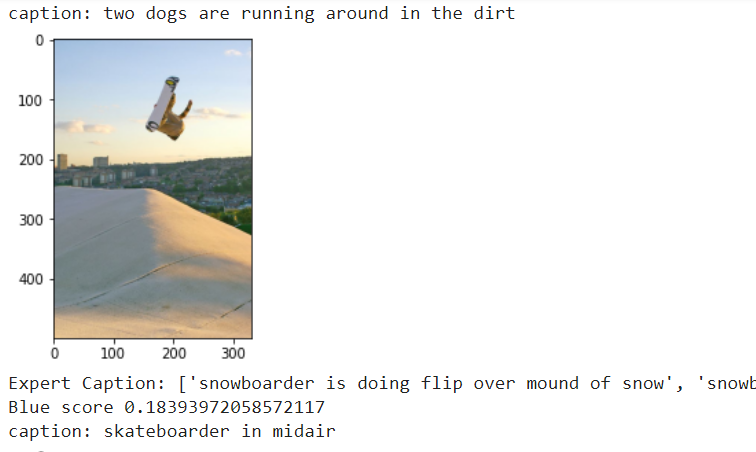 caption: two dogs are running around in the dirt
0
100
200
300
400
0 100 200 300
Expert Caption: ['snowboarder is doing flip over mound of snow', 'snowb
Blue score 0.18393972058572117
caption: skateboarder in midair